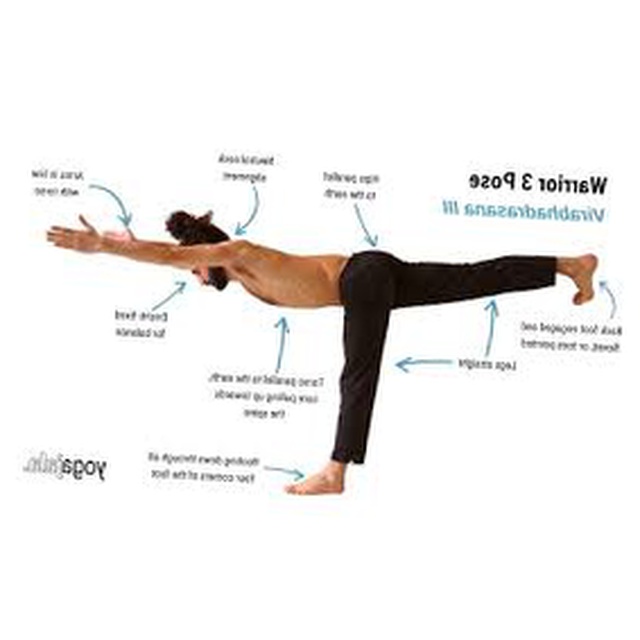 Warrior 3 Pose
Virabhadrasana III
Arms in line
with torso
Neutral neck
alignment
Hips parallel
to the earth
Drishti fixed
for balance
Torso parallel to the earth,
core pulling up towards
the spine
Legs straight
Back foot engaged and
flexed, or toes pointed
Rooting down through all
four corners of the foot
yogajala.